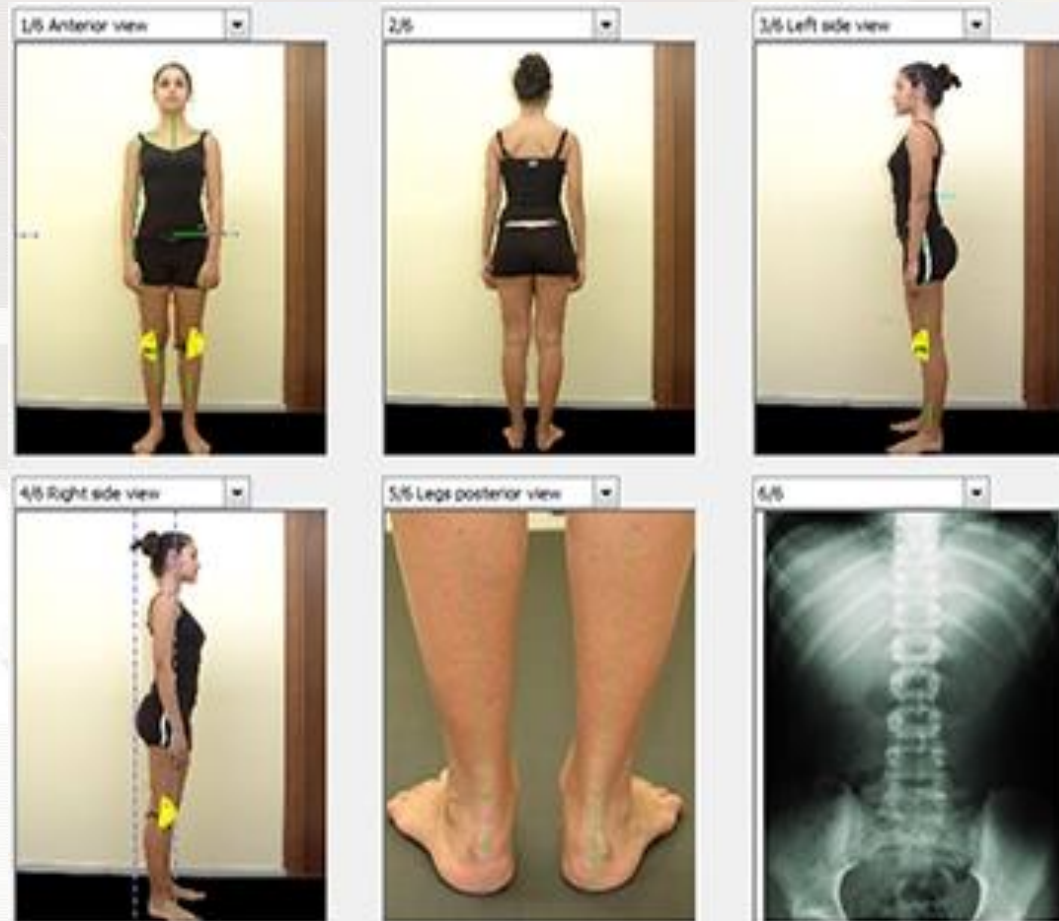 1/6 Anterior view
2/6
3/6 Left side view
4/6 Right side view
5/6 Legs posterior view
6/6